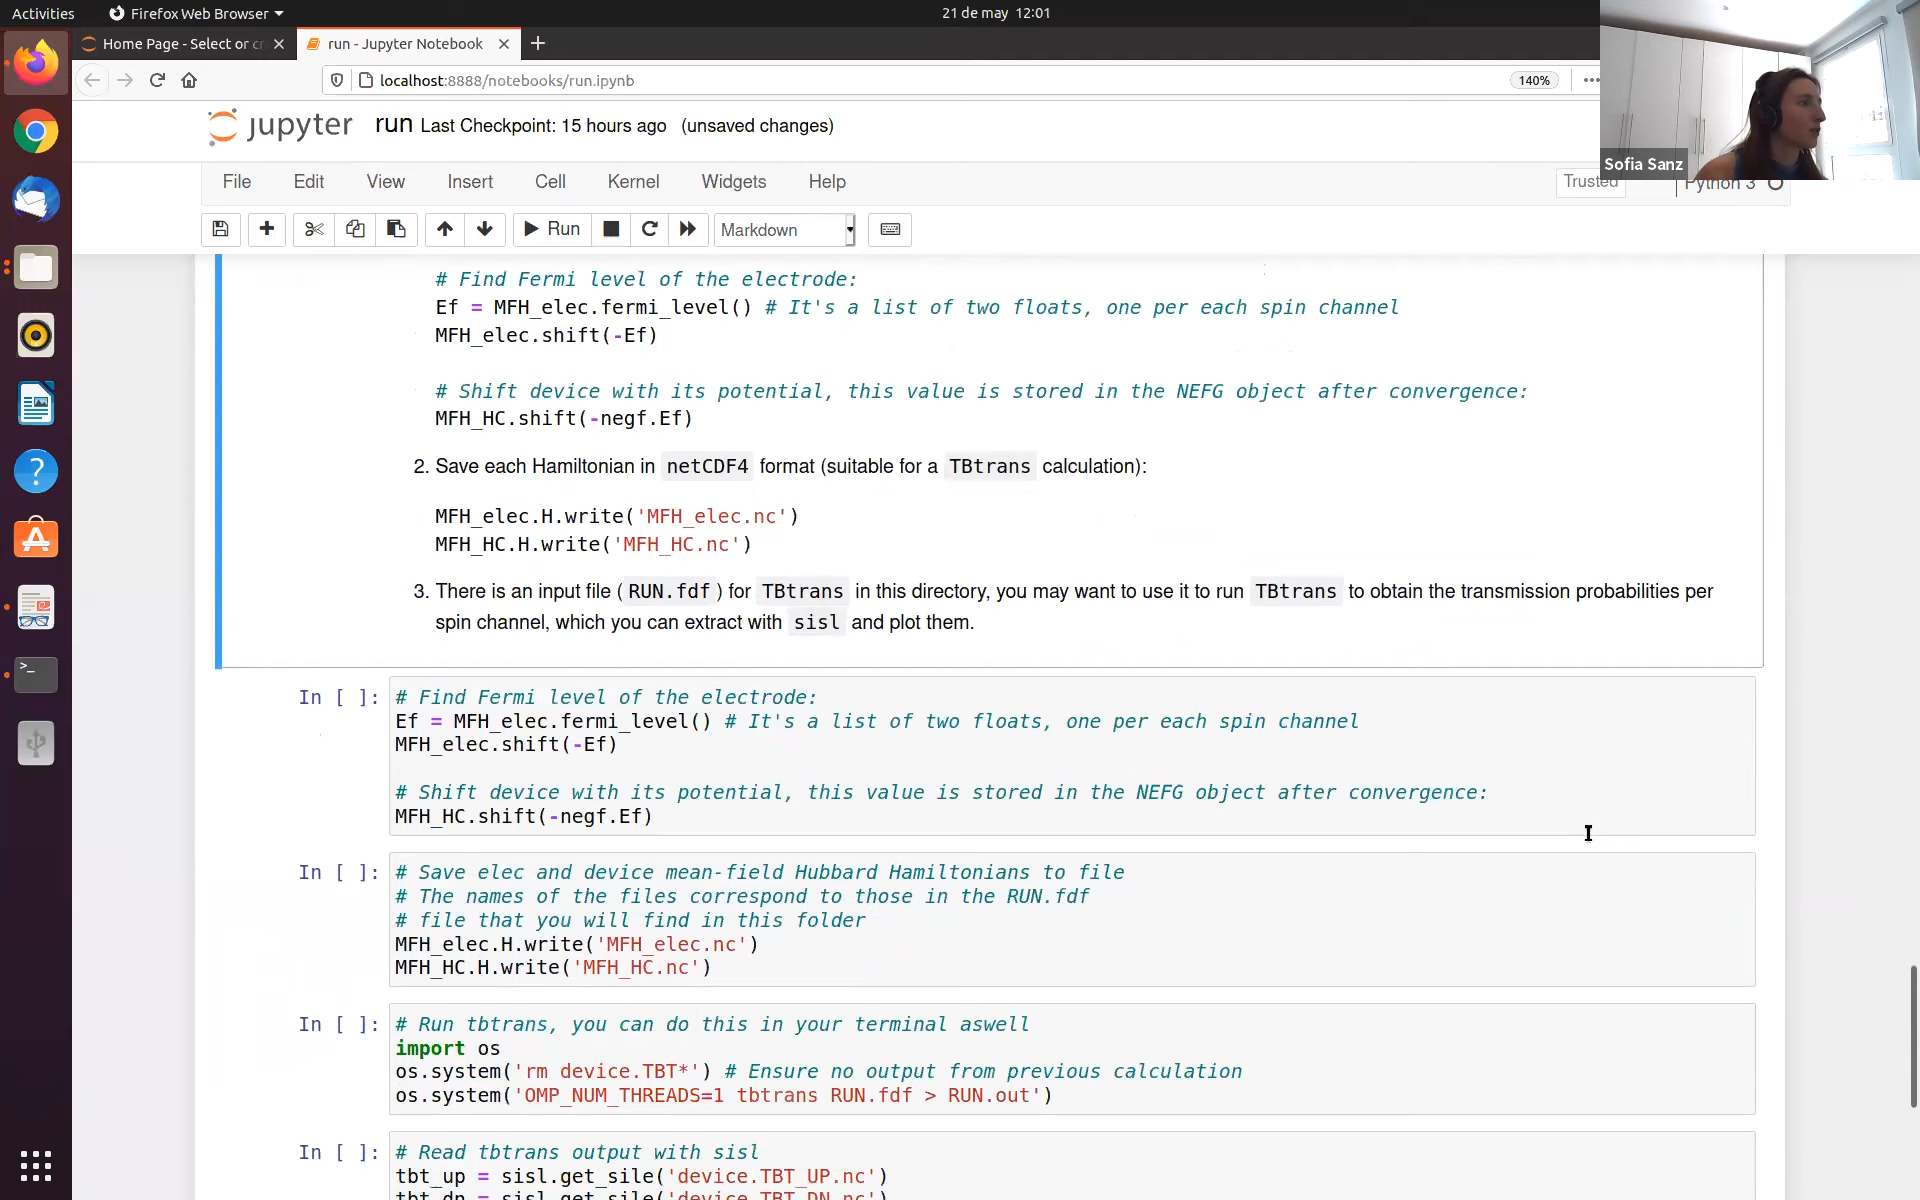 Activities
Firefox Web Browser
21 de may 12:01
Home Page - Select or cr
run - Jupyter Notebook
localhost:8888/notebooks/run.ipynb
140%
Sofia Sanz
jupyter run Last Checkpoint: 15 hours ago (unsaved changes)
File Edit View Insert Cell Kernel Widgets Help
Trusted
Python 3
Run
Markdown
# Find Fermi level of the electrode:
Ef = MFH_elec.fermi_level() # It's a list of two floats, one per each spin channel
MFH_elec.shift(-Ef)
# Shift device with its potential, this value is stored in the NEFG object after convergence:
MFH_HC.shift(-negf.Ef)
2. Save each Hamiltonian in netCDF4 format (suitable for a TBtrans calculation):
MFH_elec.H.write('MFH_elec.nc')
MFH_HC.H.write('MFH_HC.nc')
3. There is an input file ( RUN.fdf ) for TBtrans in this directory, you may want to use it to run TBtrans to obtain the transmission probabilities per
spin channel, which you can extract with sisl and plot them.
In [ ]: # Find Fermi level of the electrode:
Ef = MFH_elec.fermi_level() # It's a list of two floats, one per each spin channel
MFH_elec.shift(-Ef)
# Shift device with its potential, this value is stored in the NEFG object after convergence:
MFH_HC.shift(-negf.Ef)
In [ ]: # Save elec and device mean-field Hubbard Hamiltonians to file
# The names of the files correspond to those in the RUN.fdf
# file that you will find in this folder
MFH_elec.H.write('MFH_elec.nc')
MFH_HC.H.write('MFH_HC.nc')
In [ ]: # Run tbtrans, you can do this in your terminal aswell
import os
os.system('rm device.TBT*') # Ensure no output from previous calculation
os.system('OMP_NUM_THREADS=1 tbtrans RUN.fdf > RUN.out')
In [ ]: # Read tbtrans output with sisl
tbt_up = sisl.get_sile('device.TBT_UP.nc')
tbt_dn = sisl.get_sile('device.TBT_DN.nc')